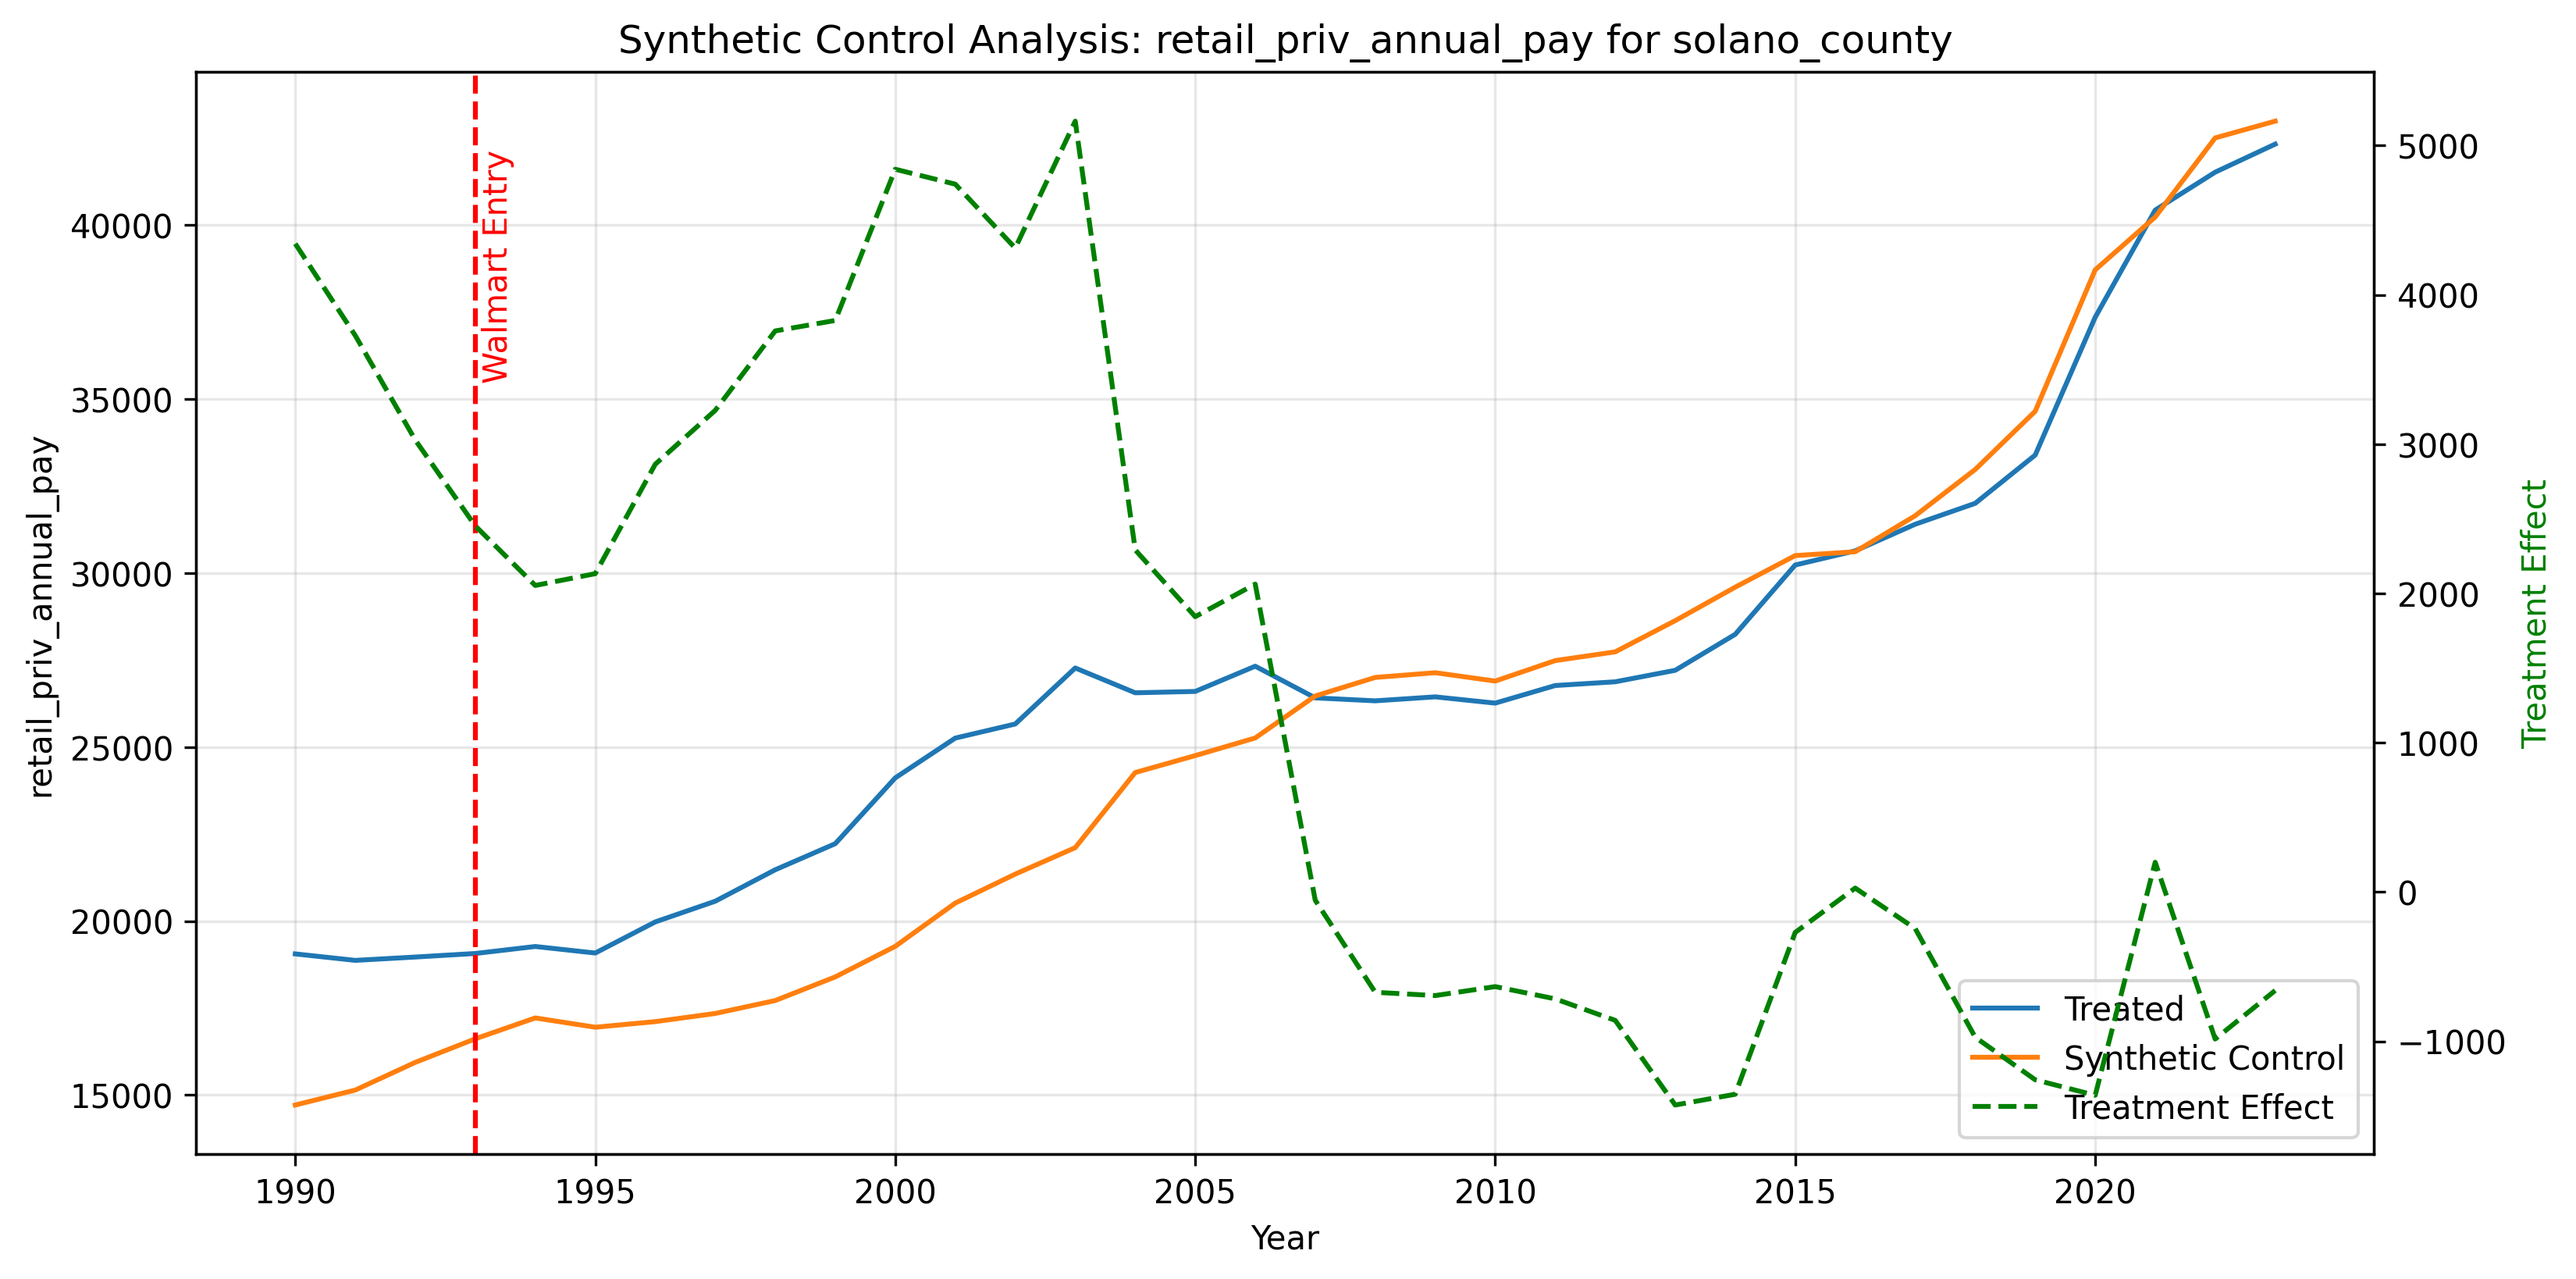 Synthetic Control Analysis: retail_priv_annual_pay for solano_county
retail_priv_annual_pay
40000
35000
30000
25000
20000
15000
Walmart Entry
5000
4000
3000
2000
1000
0
−1000
Treatment Effect
Treated
Synthetic Control
Treatment Effect
1990
1995
2000
2005
2010
2015
2020
Year